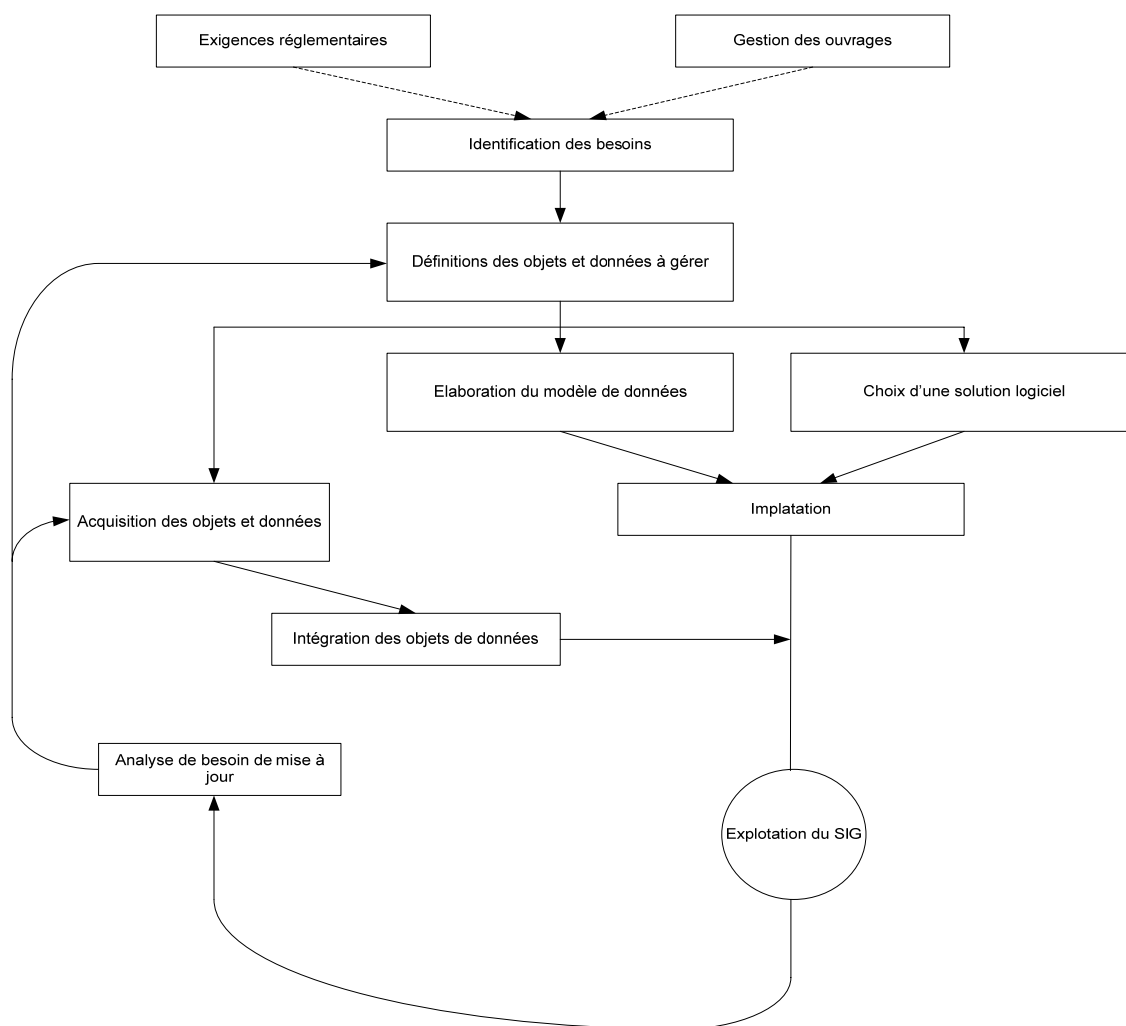 Exigences réglementaires
Gestion des ouvrages
Identification des besoins
Définitions des objets et données à gérer
Elaboration du modèle de données
Choix d'une solution logiciel
Acquisition des objets et données
Implatation
Intégration des objets de données
Analyse de besoin de mise à
jour
Explotation du SIG